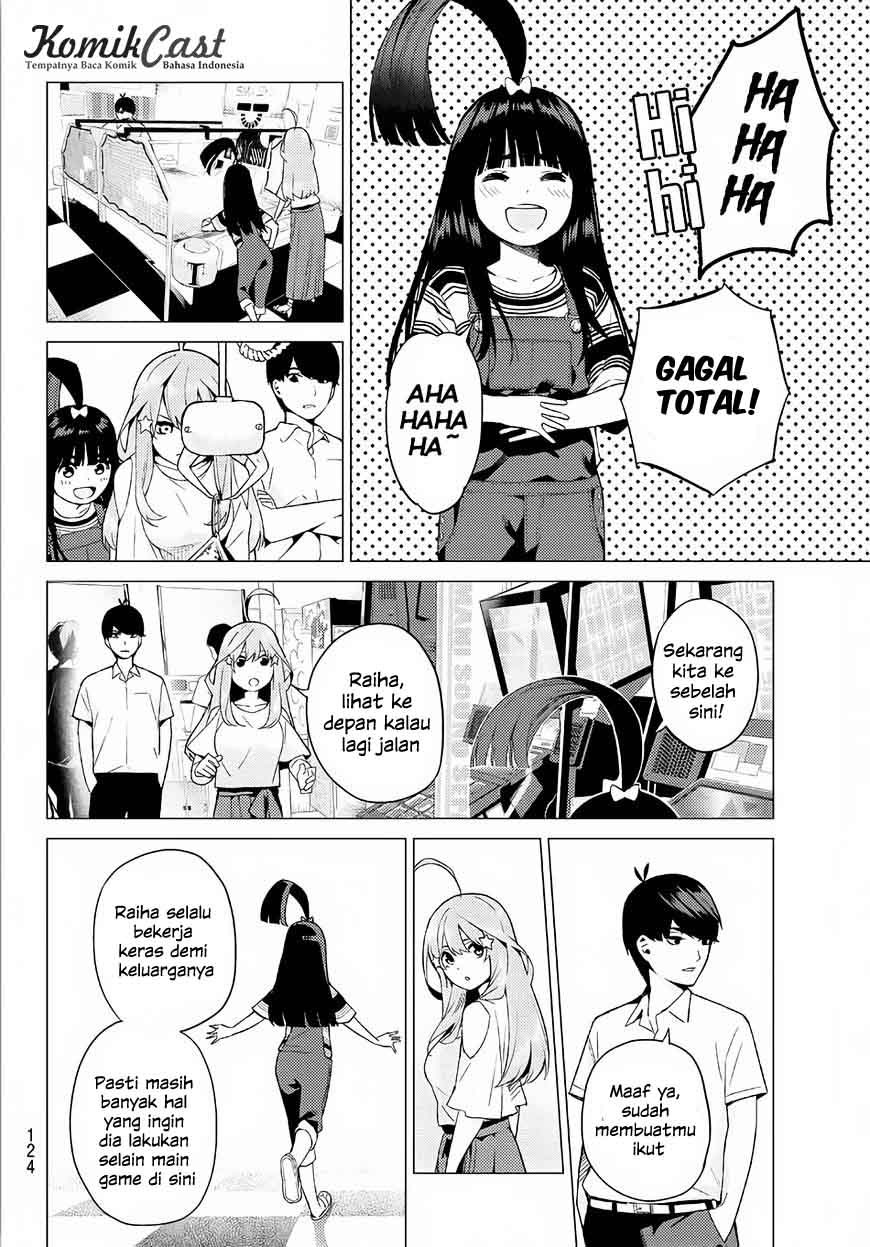 KomikCast
Tempatnya Baca Komik Bahasa Indonesia
HA
HA
HA
Hi
hi
GAGAL
TOTAL!
AHA
HAHA
HA~
Sekarang
kita ke
sebelah
sini!
Raiha,
lihat ke
depan kalau
lagi jalan
Maaf ya,
sudah
membuatmu
ikut
Raiha selalu
bekerja
keras demi
keluarganya
Pasti masih
banyak hal
yang ingin
dia lakukan
selain main
game di sini
124